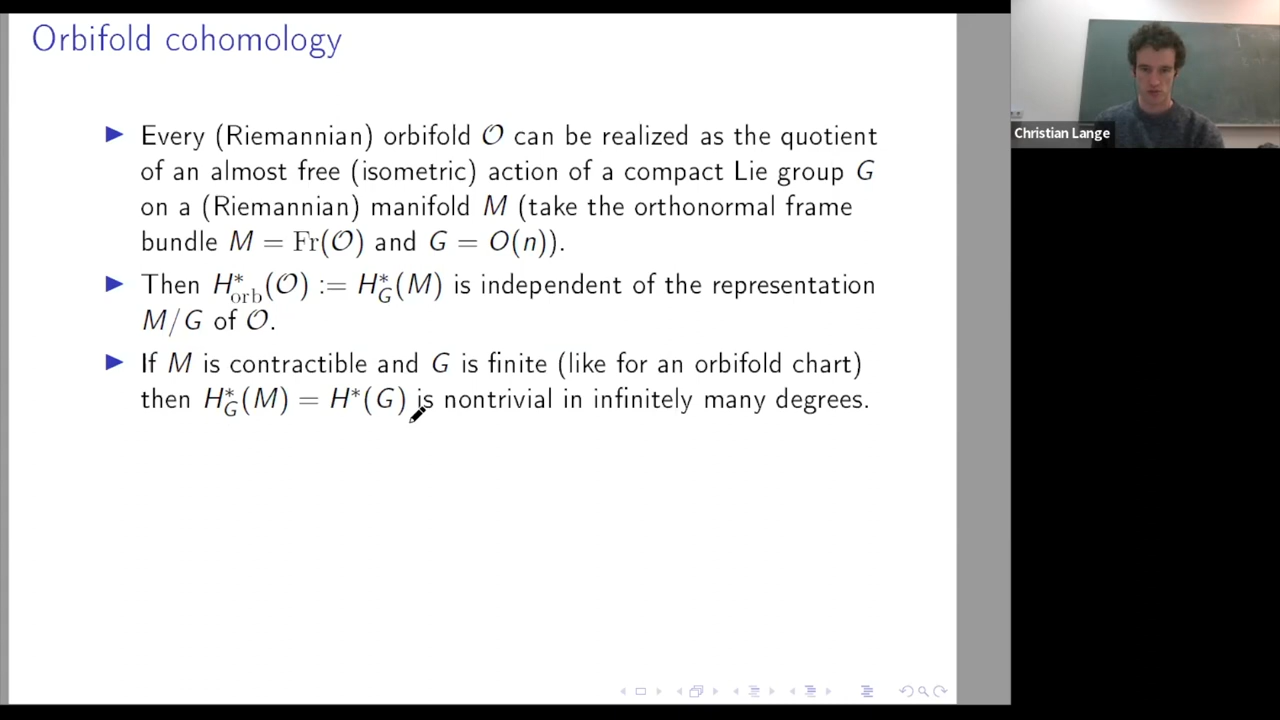 Orbifold cohomology
▶ Every (Riemannian) orbifold 𝒪 can be realized as the quotient
of an almost free (isometric) action of a compact Lie group G
on a (Riemannian) manifold M (take the orthonormal frame
bundle M = Fr(𝒪) and G = O(n)).
▶ Then H*_orb(𝒪) := H*_G(M) is independent of the representation
M/G of 𝒪.
▶ If M is contractible and G is finite (like for an orbifold chart)
then H*_G(M) = H*(G) is nontrivial in infinitely many degrees.
Christian Lange